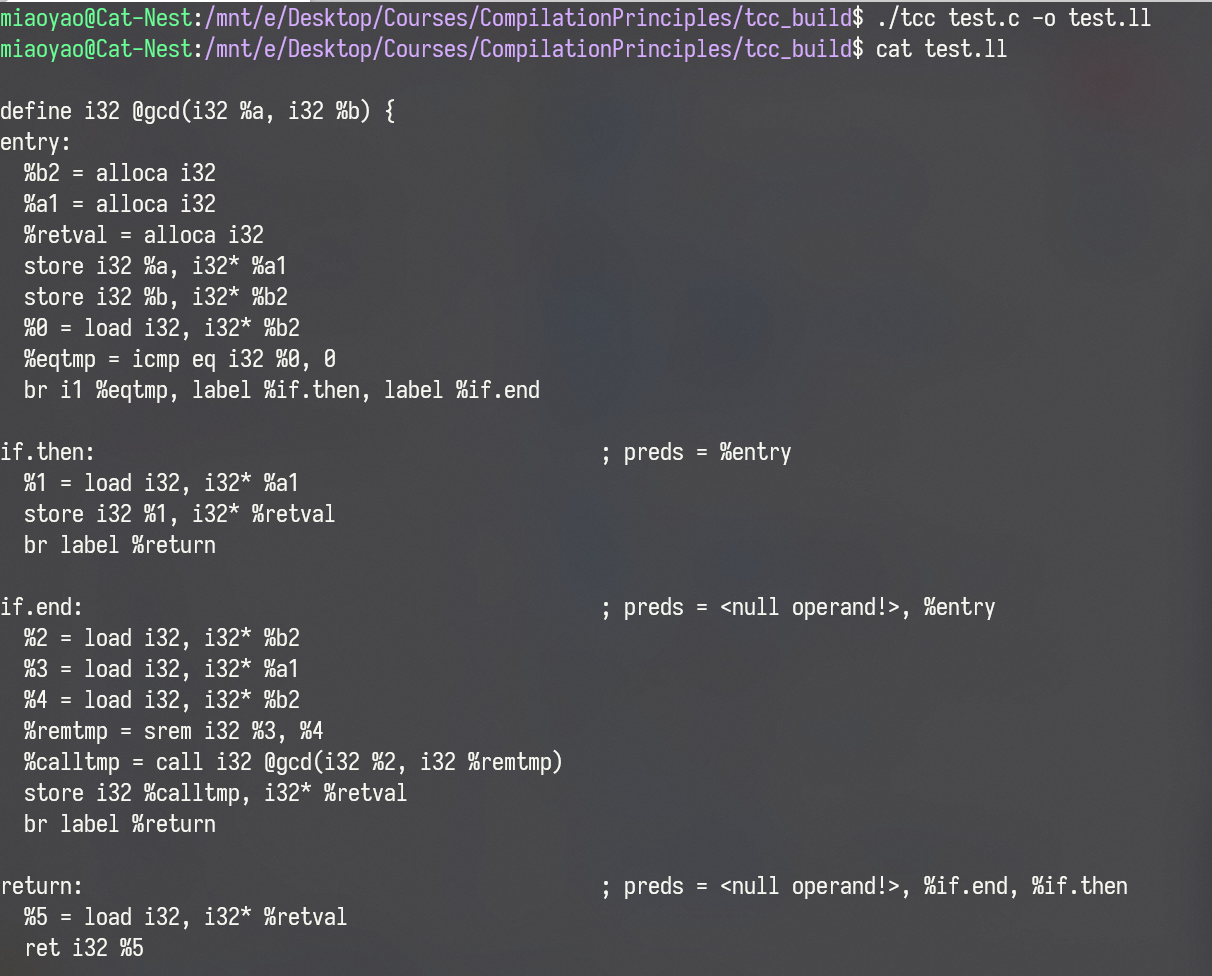 miaoyao@Cat-Nest:/mnt/e/Desktop/Courses/CompilationPrinciples/tcc_build$ ./tcc test.c -o test.ll
miaoyao@Cat-Nest:/mnt/e/Desktop/Courses/CompilationPrinciples/tcc_build$ cat test.ll
define i32 @gcd(i32 %a, i32 %b) {
entry:
  %b2 = alloca i32
  %a1 = alloca i32
  %retval = alloca i32
  store i32 %a, i32* %a1
  store i32 %b, i32* %b2
  %0 = load i32, i32* %b2
  %eqtmp = icmp eq i32 %0, 0
  br i1 %eqtmp, label %if.then, label %if.end
if.then:                                          ; preds = %entry
  %1 = load i32, i32* %a1
  store i32 %1, i32* %retval
  br label %return
if.end:                                           ; preds = <null operand!>, %entry
  %2 = load i32, i32* %b2
  %3 = load i32, i32* %a1
  %4 = load i32, i32* %b2
  %remtmp = srem i32 %3, %4
  %calltmp = call i32 @gcd(i32 %2, i32 %remtmp)
  store i32 %calltmp, i32* %retval
  br label %return
return:                                           ; preds = <null operand!>, %if.end, %if.then
  %5 = load i32, i32* %retval
  ret i32 %5